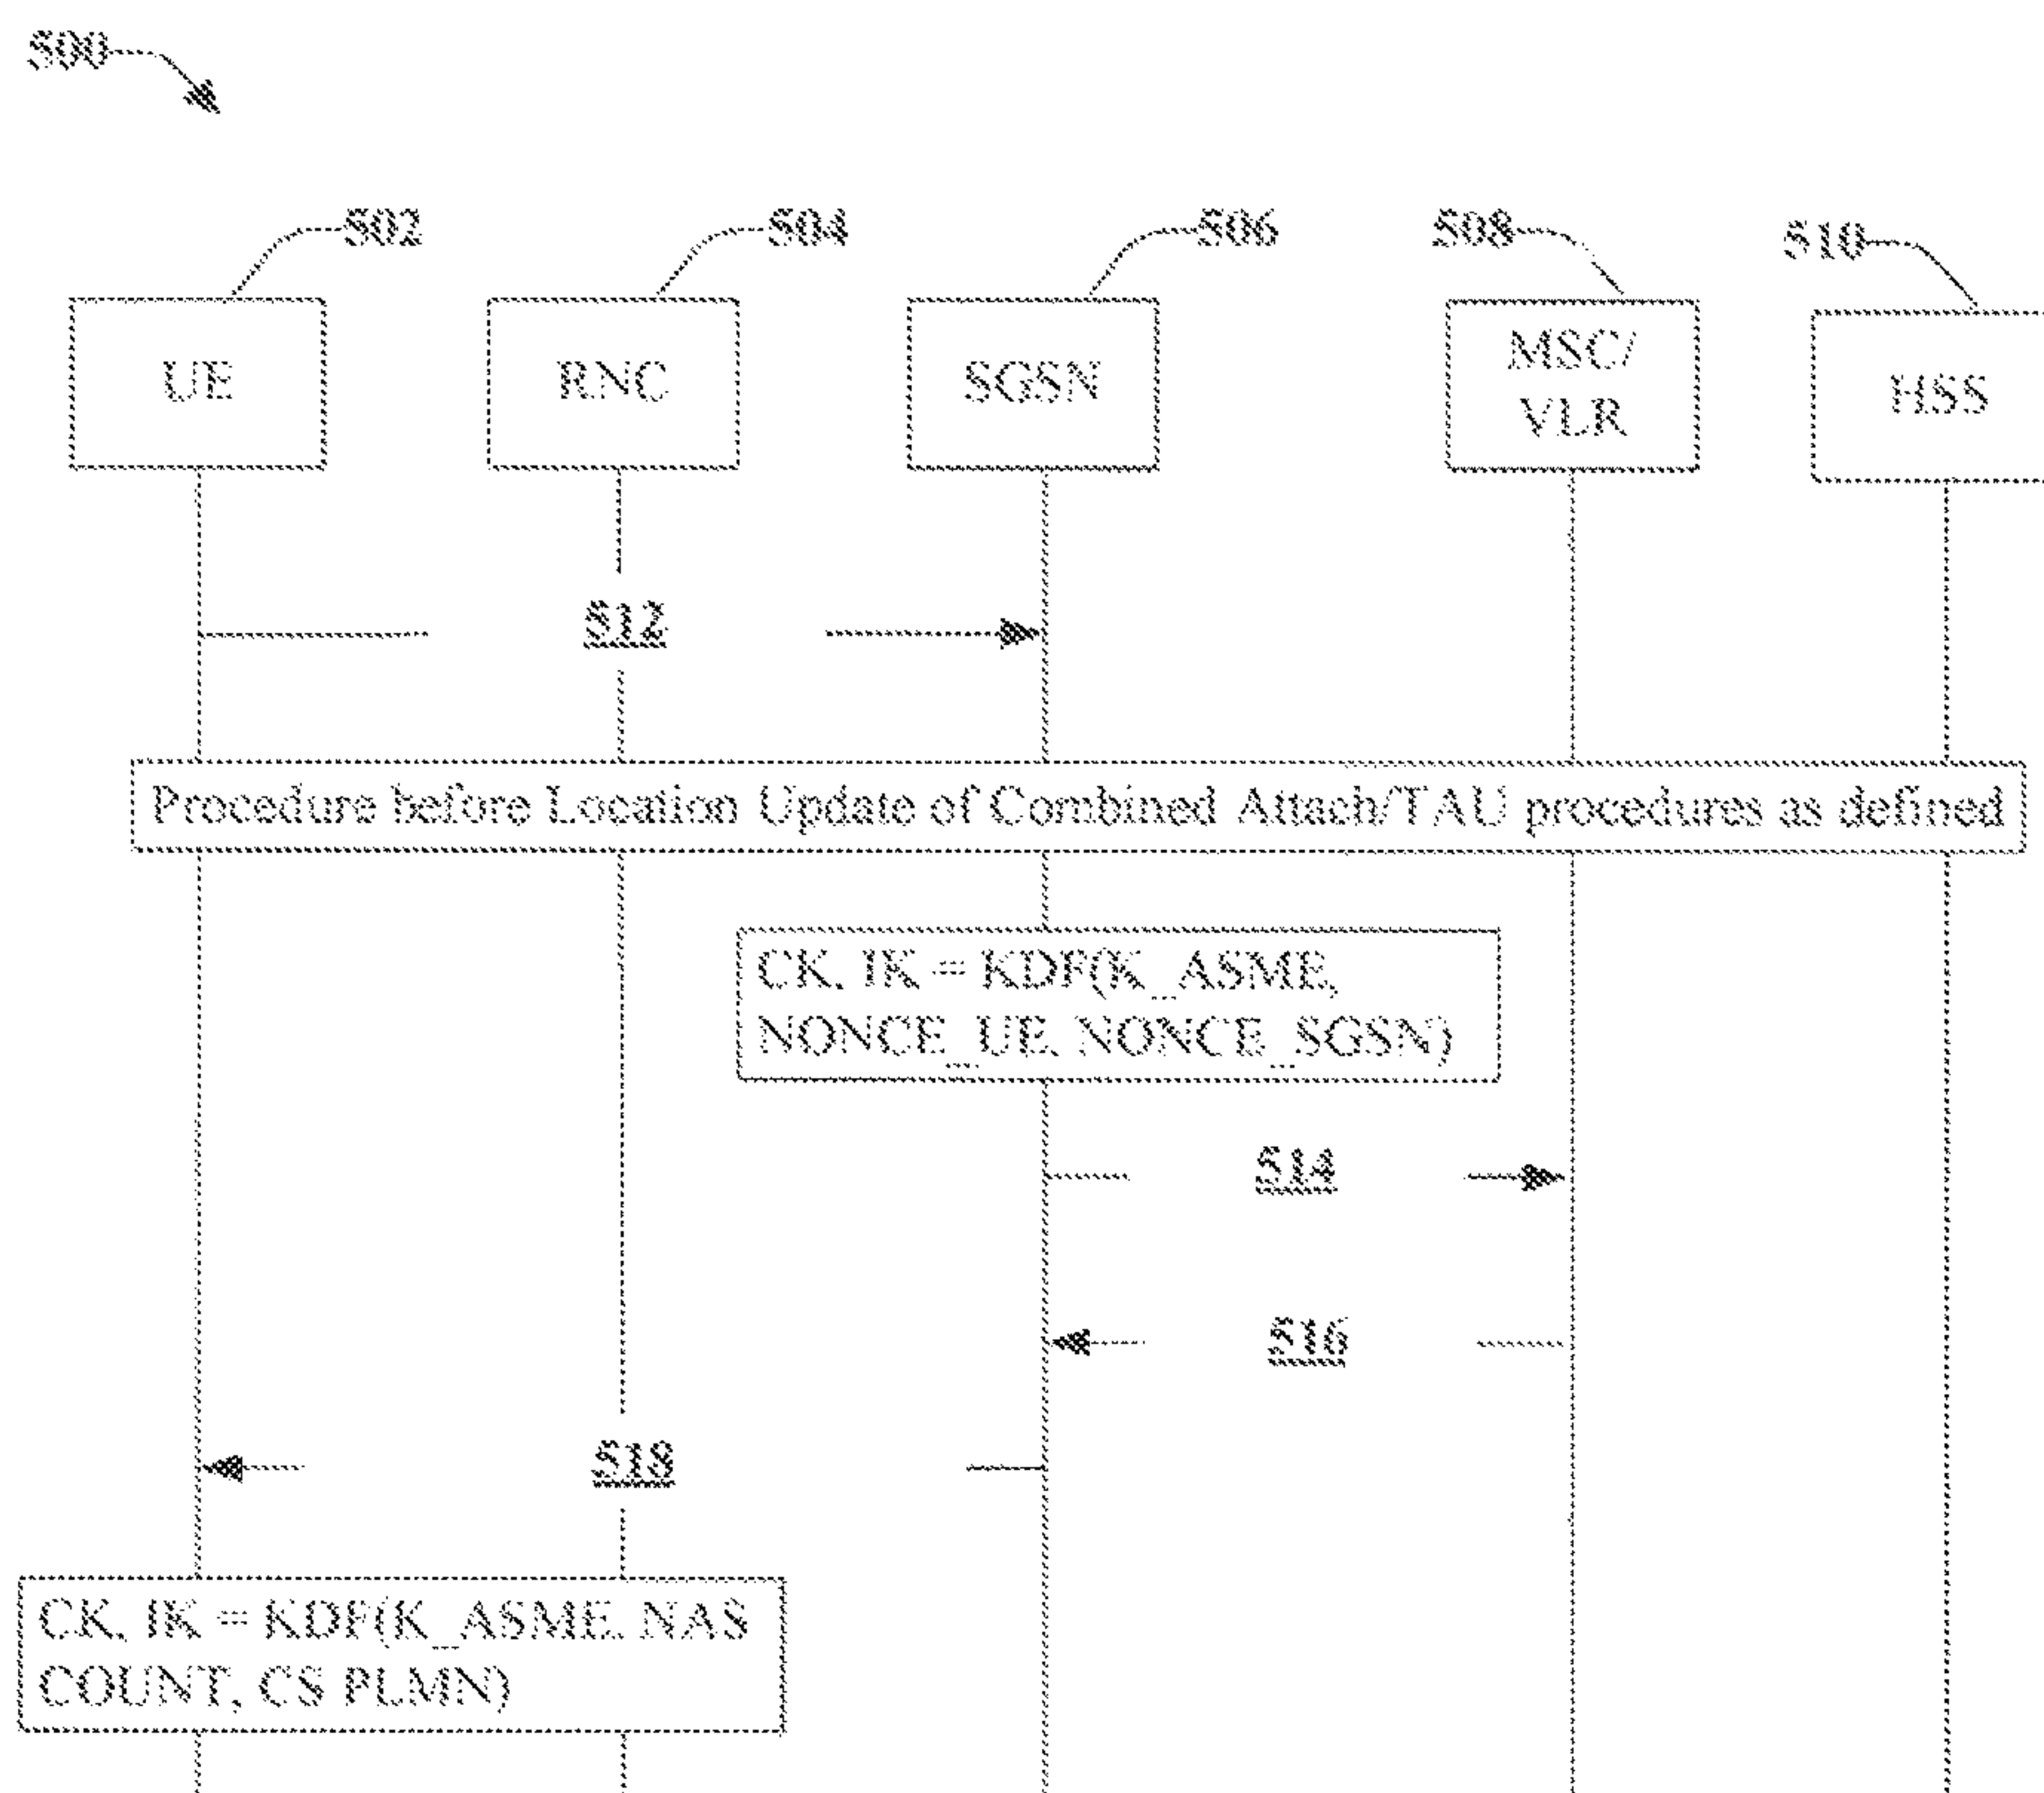 500
502
504
506
508
510
UE
RNC
SGSN
MSC/
VLR
HSS
512
Procedure before Location Update of Combined Attach/TAU procedures as defined
CK, IK = KDF(K_ASME,
NONCE_UE, NONCE_SGSN)
514
516
518
CK, IK = KDF(K_ASME, NAS
COUNT, CS PLMN)